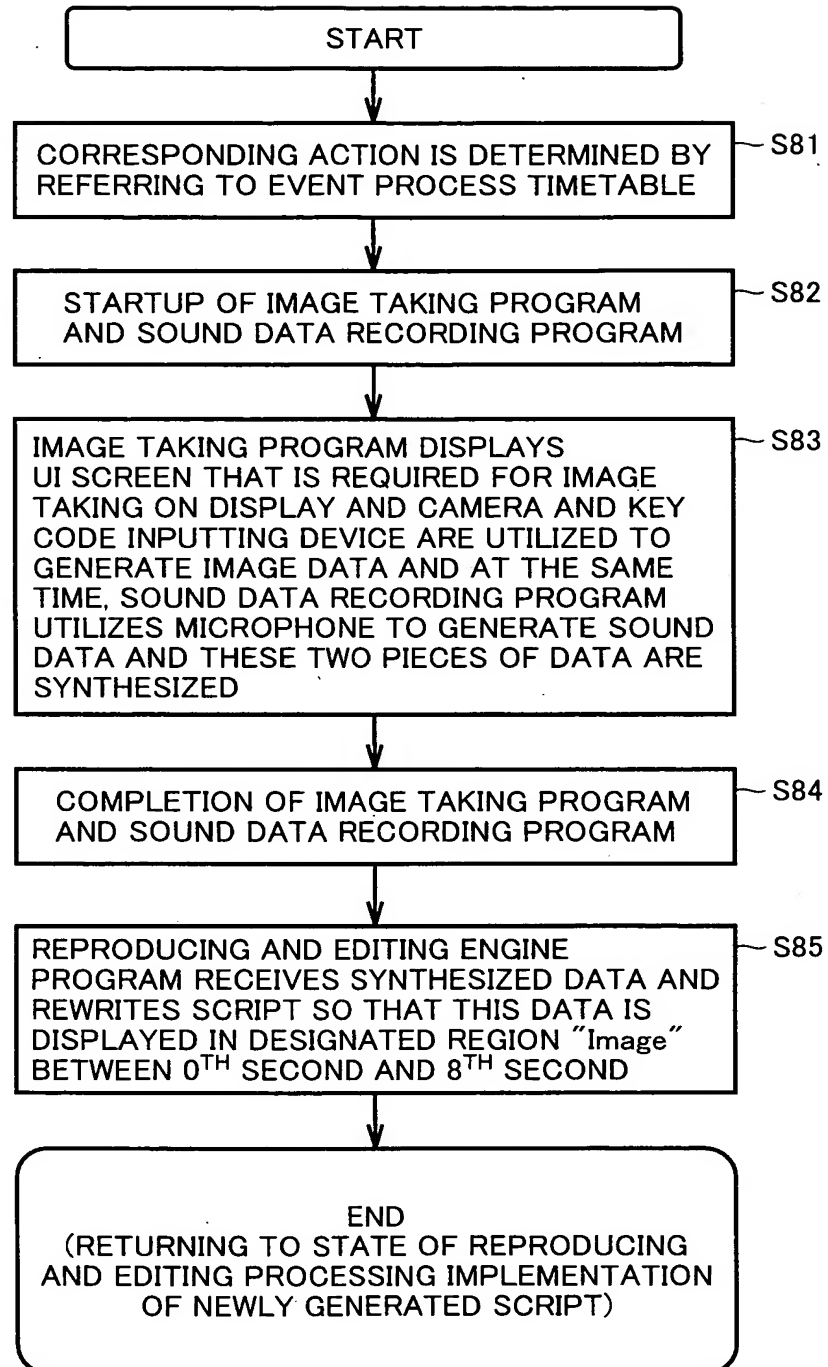 START
CORRESPONDING ACTION IS DETERMINED BY
REFERRING TO EVENT PROCESS TIMETABLE
S81
STARTUP OF IMAGE TAKING PROGRAM
AND SOUND DATA RECORDING PROGRAM
S82
IMAGE TAKING PROGRAM DISPLAYS
UI SCREEN THAT IS REQUIRED FOR IMAGE
TAKING ON DISPLAY AND CAMERA AND KEY
CODE INPUTTING DEVICE ARE UTILIZED TO
GENERATE IMAGE DATA AND AT THE SAME
TIME, SOUND DATA RECORDING PROGRAM
UTILIZES MICROPHONE TO GENERATE SOUND
DATA AND THESE TWO PIECES OF DATA ARE
SYNTHESIZED
S83
COMPLETION OF IMAGE TAKING PROGRAM
AND SOUND DATA RECORDING PROGRAM
S84
REPRODUCING AND EDITING ENGINE
PROGRAM RECEIVES SYNTHESIZED DATA AND
REWRITES SCRIPT SO THAT THIS DATA IS
DISPLAYED IN DESIGNATED REGION "Image"
BETWEEN 0TH SECOND AND 8TH SECOND
S85
END
(RETURNING TO STATE OF REPRODUCING
AND EDITING PROCESSING IMPLEMENTATION
OF NEWLY GENERATED SCRIPT)